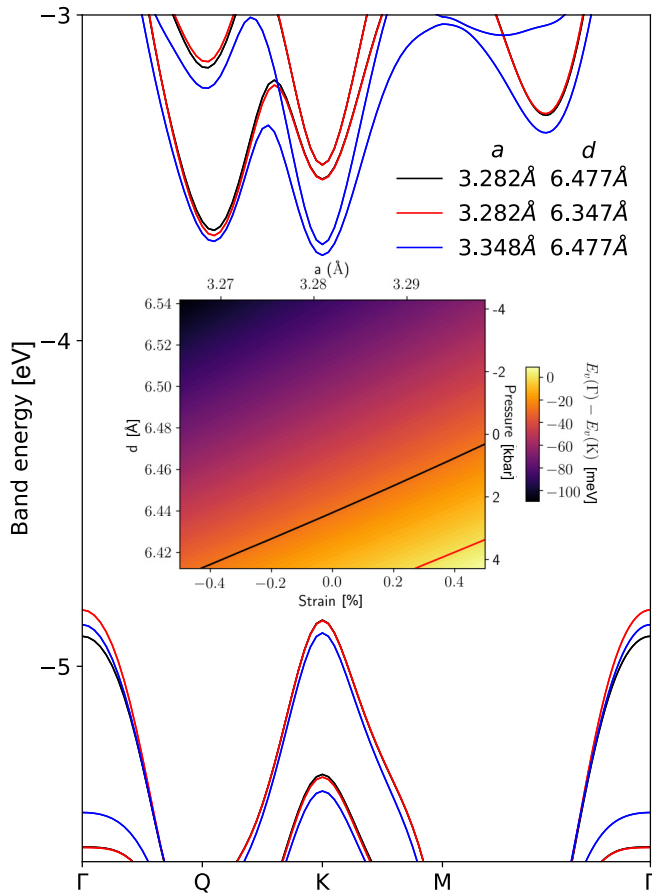 −3
a d
3.282Å 6.477Å
3.282Å 6.347Å
3.348Å 6.477Å
a (Å)
3.27 3.28 3.29
6.54
6.52
6.50
6.48
6.46
6.44
6.42
d [Å]
-4
-2
0
2
4
Pressure [kbar]
0
−20
−40
−60
−80
−100
E_v(Γ) − E_v(K) [meV]
−0.4 −0.2 0.0 0.2 0.4
Strain [%]
−4
Band energy [eV]
−5
Γ Q K M Γ